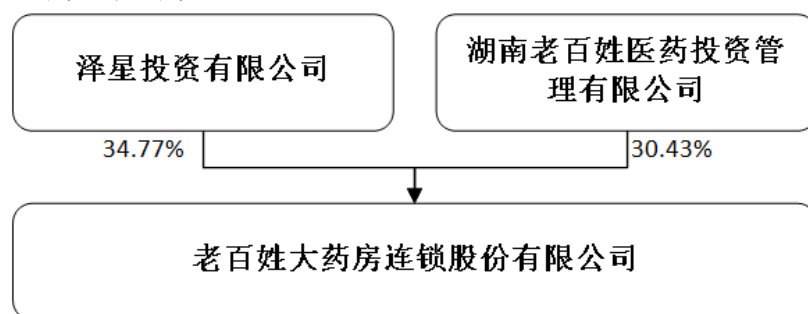 泽星投资有限公司
湖南老百姓医药投资管
理有限公司
34.77%
30.43%
老百姓大药房连锁股份有限公司